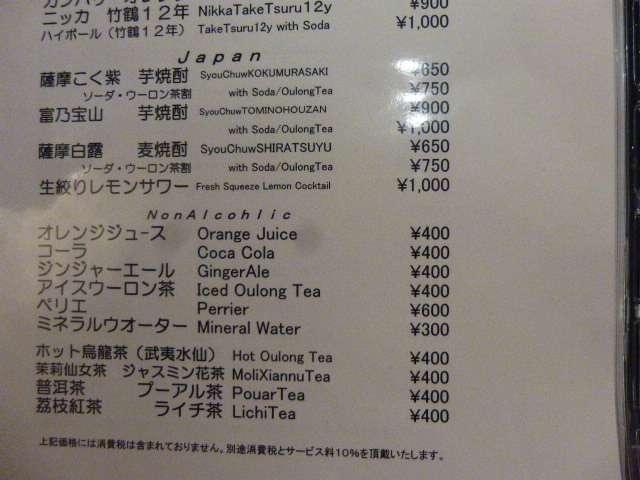 ニッカ 竹鶴12年 NikkaTakeTsuru12y ¥900
ハイボール(竹鶴12年) TakeTsuru12y with Soda ¥1,000
Japan
薩摩こく紫 芋焼酎 SyouChuwKOKUMURASAKI ¥650
ソーダ・ウーロン茶割 with Soda/OulongTea ¥750
富乃宝山 芋焼酎 SyouChuwTOMINOHOUZAN ¥900
with Soda/OulongTea ¥1,000
薩摩白露 麦焼酎 SyouChuwSHIRATSUYU ¥650
ソーダ・ウーロン茶割 with Soda/OulongTea ¥750
生絞りレモンサワー Fresh Squeeze Lemon Cocktail ¥1,000
NonAlcohlic
オレンジジュース Orange Juice ¥400
コーラ Coca Cola ¥400
ジンジャーエール GingerAle ¥400
アイスウーロン茶 Iced Oulong Tea ¥400
ペリエ Perrier ¥600
ミネラルウオーター Mineral Water ¥300
ホット烏龍茶(武夷水仙) Hot Oulong Tea ¥400
茉莉仙女茶 ジャスミン花茶 MoliXiannuTea ¥400
普洱茶 プーアル茶 PouarTea ¥400
荔枝紅茶 ライチ茶 LichiTea ¥400
上記価格には消費税は含まれておりません。別途消費税とサービス料10%を頂戴いたします。